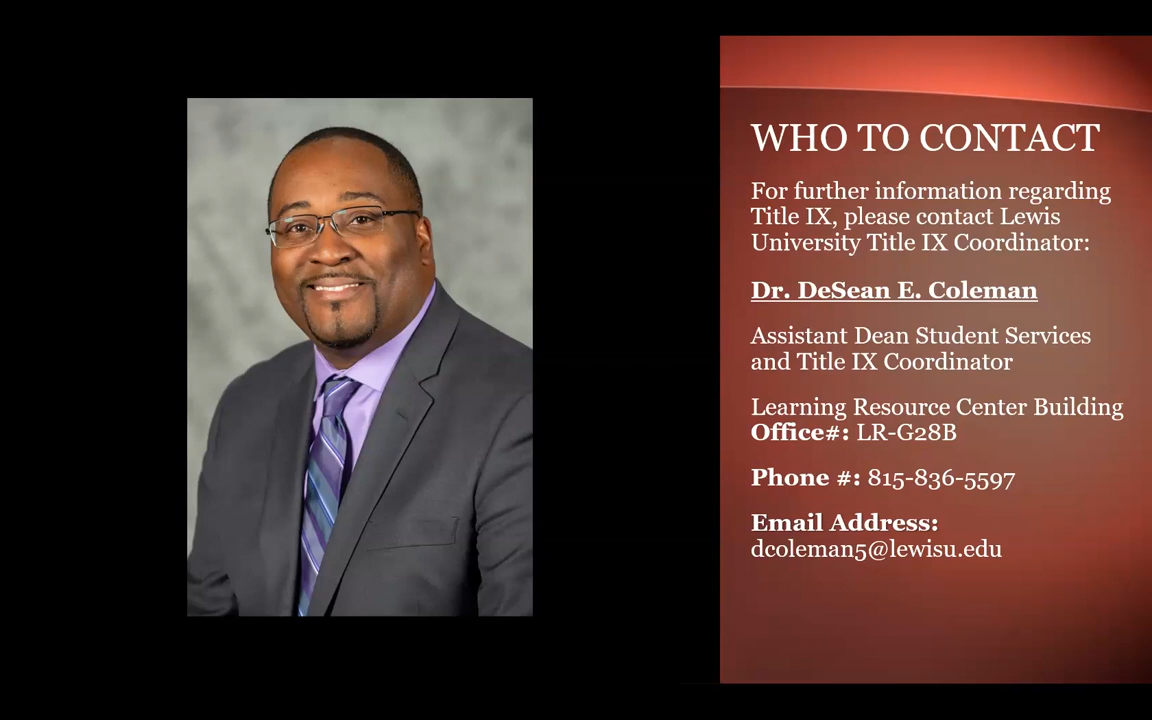 WHO TO CONTACT
For further information regarding
Title IX, please contact Lewis
University Title IX Coordinator:
Dr. DeSean E. Coleman
Assistant Dean Student Services
and Title IX Coordinator
Learning Resource Center Building
Office#: LR-G28B
Phone #: 815-836-5597
Email Address:
dcoleman5@lewisu.edu